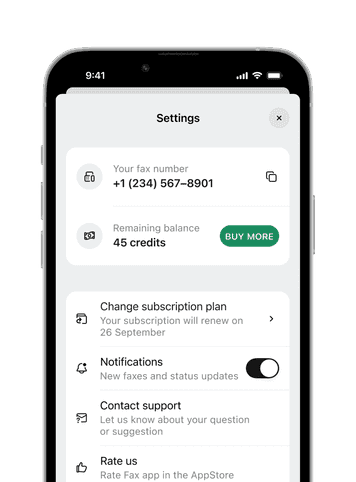 9:41
Settings
Your fax number
+1 (234) 567–8901
Remaining balance
45 credits
BUY MORE
Change subscription plan
Your subscription will renew on
26 September
Notifications
New faxes and status updates
Contact support
Let us know about your question
or suggestion
Rate us
Rate Fax app in the AppStore